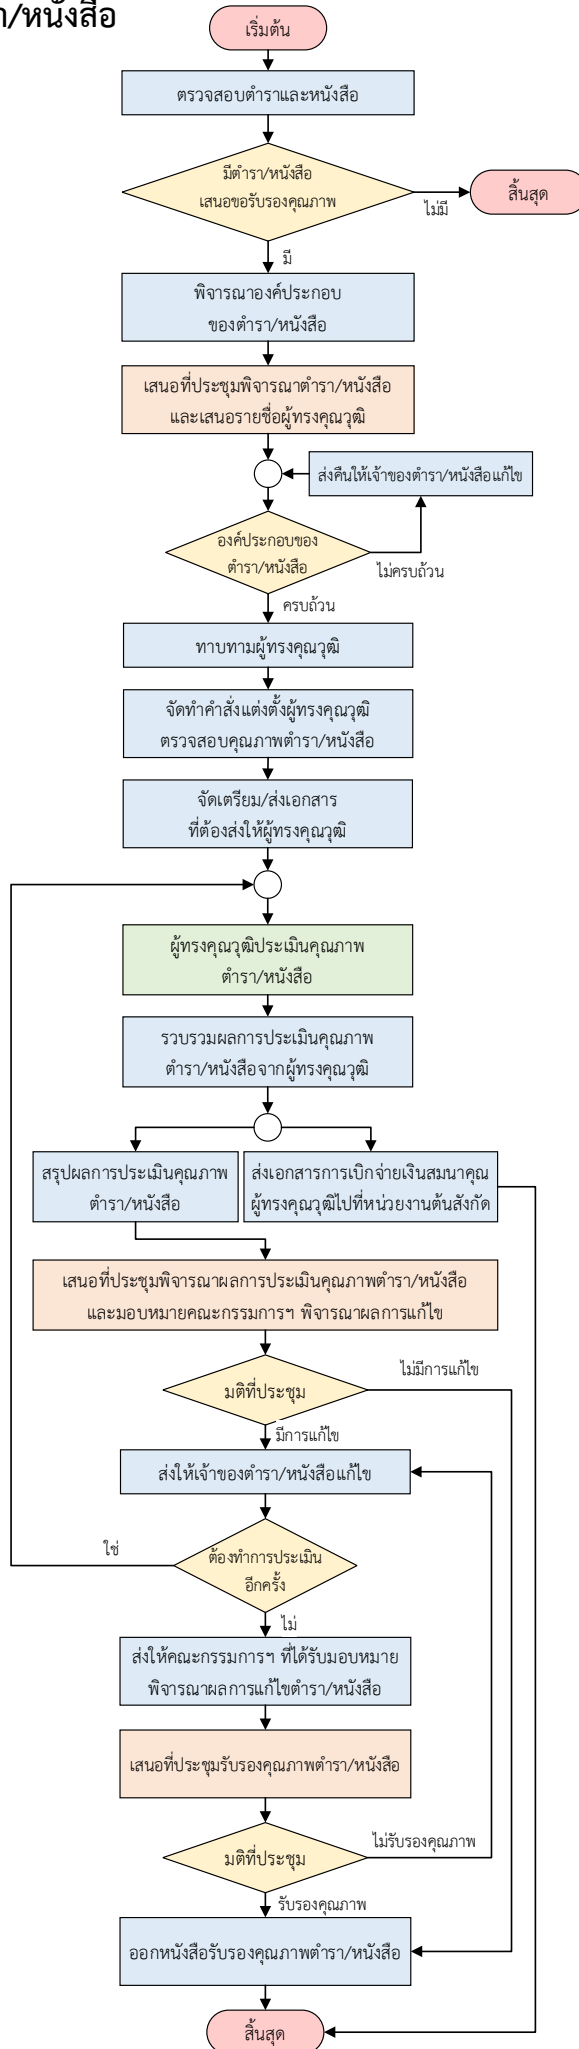 า/หนังสือ
เริ่มต้น
ตรวจสอบตำราและหนังสือ
มีตำรา/หนังสือ
เสนอขอรับรองคุณภาพ
ไม่มี
สิ้นสุด
มี
พิจารณาองค์ประกอบ
ของตำรา/หนังสือ
เสนอที่ประชุมพิจารณาตำรา/หนังสือ
และเสนอรายชื่อผู้ทรงคุณวุฒิ
ส่งคืนให้เจ้าของตำรา/หนังสือแก้ไข
องค์ประกอบของ
ตำรา/หนังสือ
ไม่ครบถ้วน
ครบถ้วน
ทาบทามผู้ทรงคุณวุฒิ
จัดทำคำสั่งแต่งตั้งผู้ทรงคุณวุฒิ
ตรวจสอบคุณภาพตำรา/หนังสือ
จัดเตรียม/ส่งเอกสาร
ที่ต้องส่งให้ผู้ทรงคุณวุฒิ
ผู้ทรงคุณวุฒิประเมินคุณภาพ
ตำรา/หนังสือ
รวบรวมผลการประเมินคุณภาพ
ตำรา/หนังสือจากผู้ทรงคุณวุฒิ
สรุปผลการประเมินคุณภาพ
ตำรา/หนังสือ
ส่งเอกสารการเบิกจ่ายเงินสมนาคุณ
ผู้ทรงคุณวุฒิไปที่หน่วยงานต้นสังกัด
เสนอที่ประชุมพิจารณาผลการประเมินคุณภาพตำรา/หนังสือ
และมอบหมายคณะกรรมการฯ พิจารณาผลการแก้ไข
มติที่ประชุม
ไม่มีการแก้ไข
มีการแก้ไข
ส่งให้เจ้าของตำรา/หนังสือแก้ไข
ใช่
ต้องทำการประเมิน
อีกครั้ง
ไม่
ส่งให้คณะกรรมการฯ ที่ได้รับมอบหมาย
พิจารณาผลการแก้ไขตำรา/หนังสือ
เสนอที่ประชุมรับรองคุณภาพตำรา/หนังสือ
มติที่ประชุม
ไม่รับรองคุณภาพ
รับรองคุณภาพ
ออกหนังสือรับรองคุณภาพตำรา/หนังสือ
สิ้นสุด